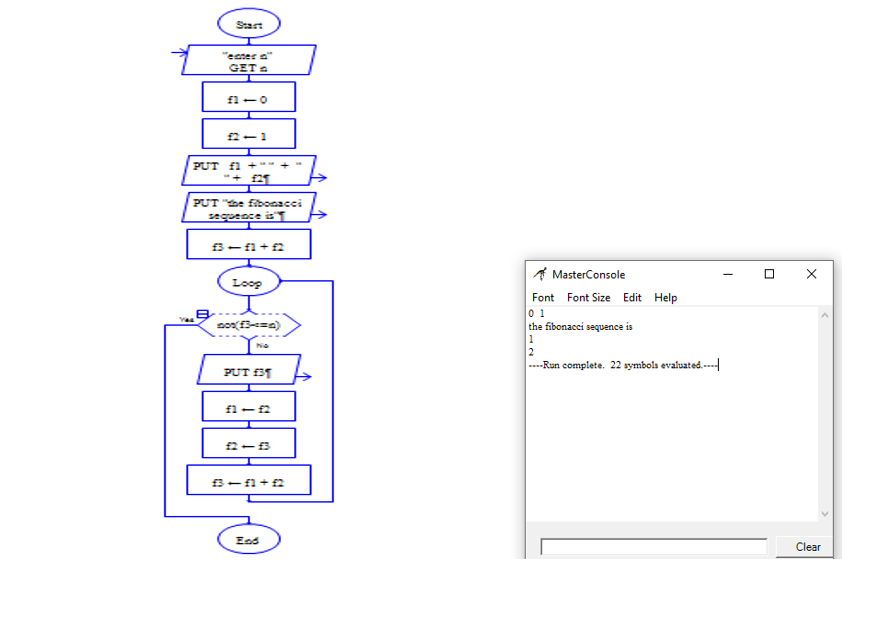 Start
"enter n"
GET n
f1 ← 0
f2 ← 1
PUT f1 + " " + "
" + f2¶
PUT "the fibonacci
sequence is"¶
f3 ← f1 + f2
Loop
Yes
not(f3<=n)
No
PUT f3¶
f1 ← f2
f2 ← f3
f3 ← f1 + f2
End
MasterConsole
Font Font Size Edit Help
0 1
the fibonacci sequence is
1
2
----Run complete. 22 symbols evaluated.----
Clear